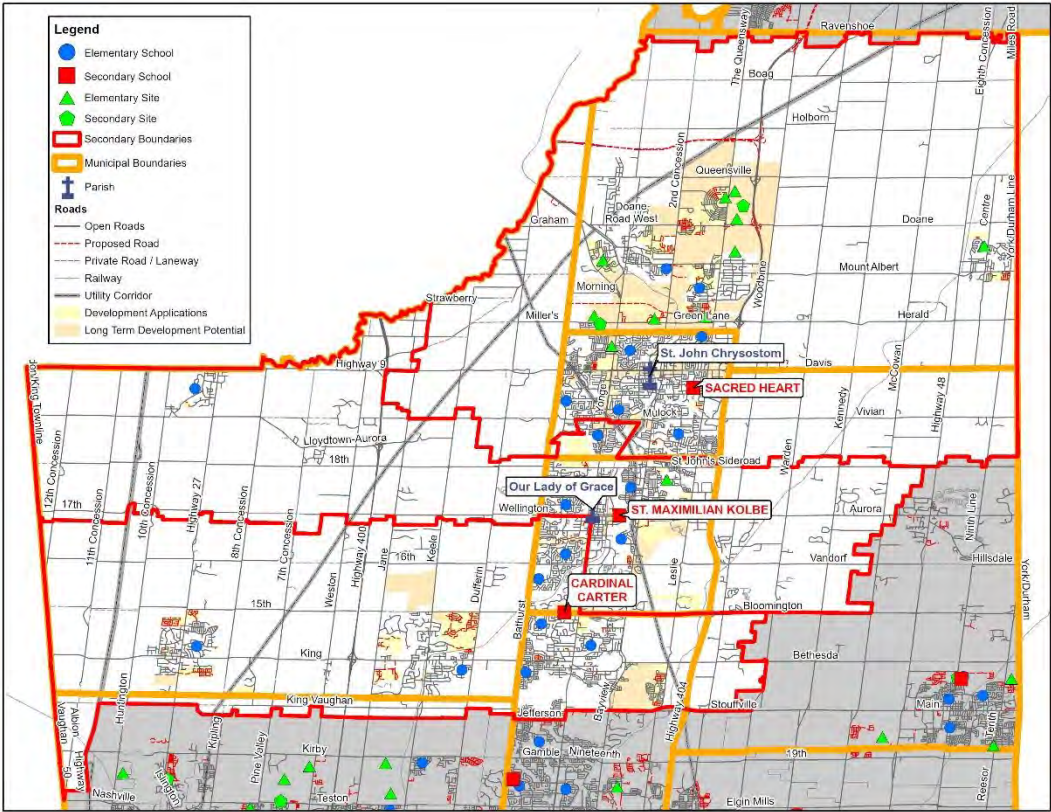 Legend
Elementary School
Secondary School
Elementary Site
Secondary Site
Secondary Boundaries
Municipal Boundaries
Parish
Roads
Open Roads
Proposed Road
Private Road / Laneway
Railway
Utility Corridor
Development Applications
Long Term Development Potential
Ravenshoe
The Queensway
Eighth Concession
Miles Road
Boag
Holborn
2nd Concession
Queensville
Doane
Road West
Graham
Doane
Centre
York/Durham Line
Mount Albert
Morning
Woodbine
Strawberry
Miller's
Green Lane
Herald
St. John Chrysostom
Highway 9
Davis
McCowan
SACRED HEART
Yonge
Mulock
Kennedy
Vivian
Highway 48
Lloydtown-Aurora
18th
Warden
St John's Sideroad
12th Concession
17th
11th Concession
10th Concession
Highway 27
8th Concession
7th Concession
Our Lady of Grace
Wellington
ST. MAXIMILIAN KOLBE
Aurora
Ninth Line
Weston
Highway 400
Jane
16th
Keele
Dufferin
Leslie
Vandorf
Hillsdale
York/Durham
CARDINAL
CARTER
15th
Bathurst
Bloomington
King
Bethesda
King Vaughan
Huntington
Jefferson
Bayview
Highway 404
Stouffville
Main
Tenth
Vaughan
Albion
Highway
50
Kipling
Pine Valley
Kirby
Gamble
Nineteenth
19th
Nashville
Islington
Teston
Elgin Mills
Reesor